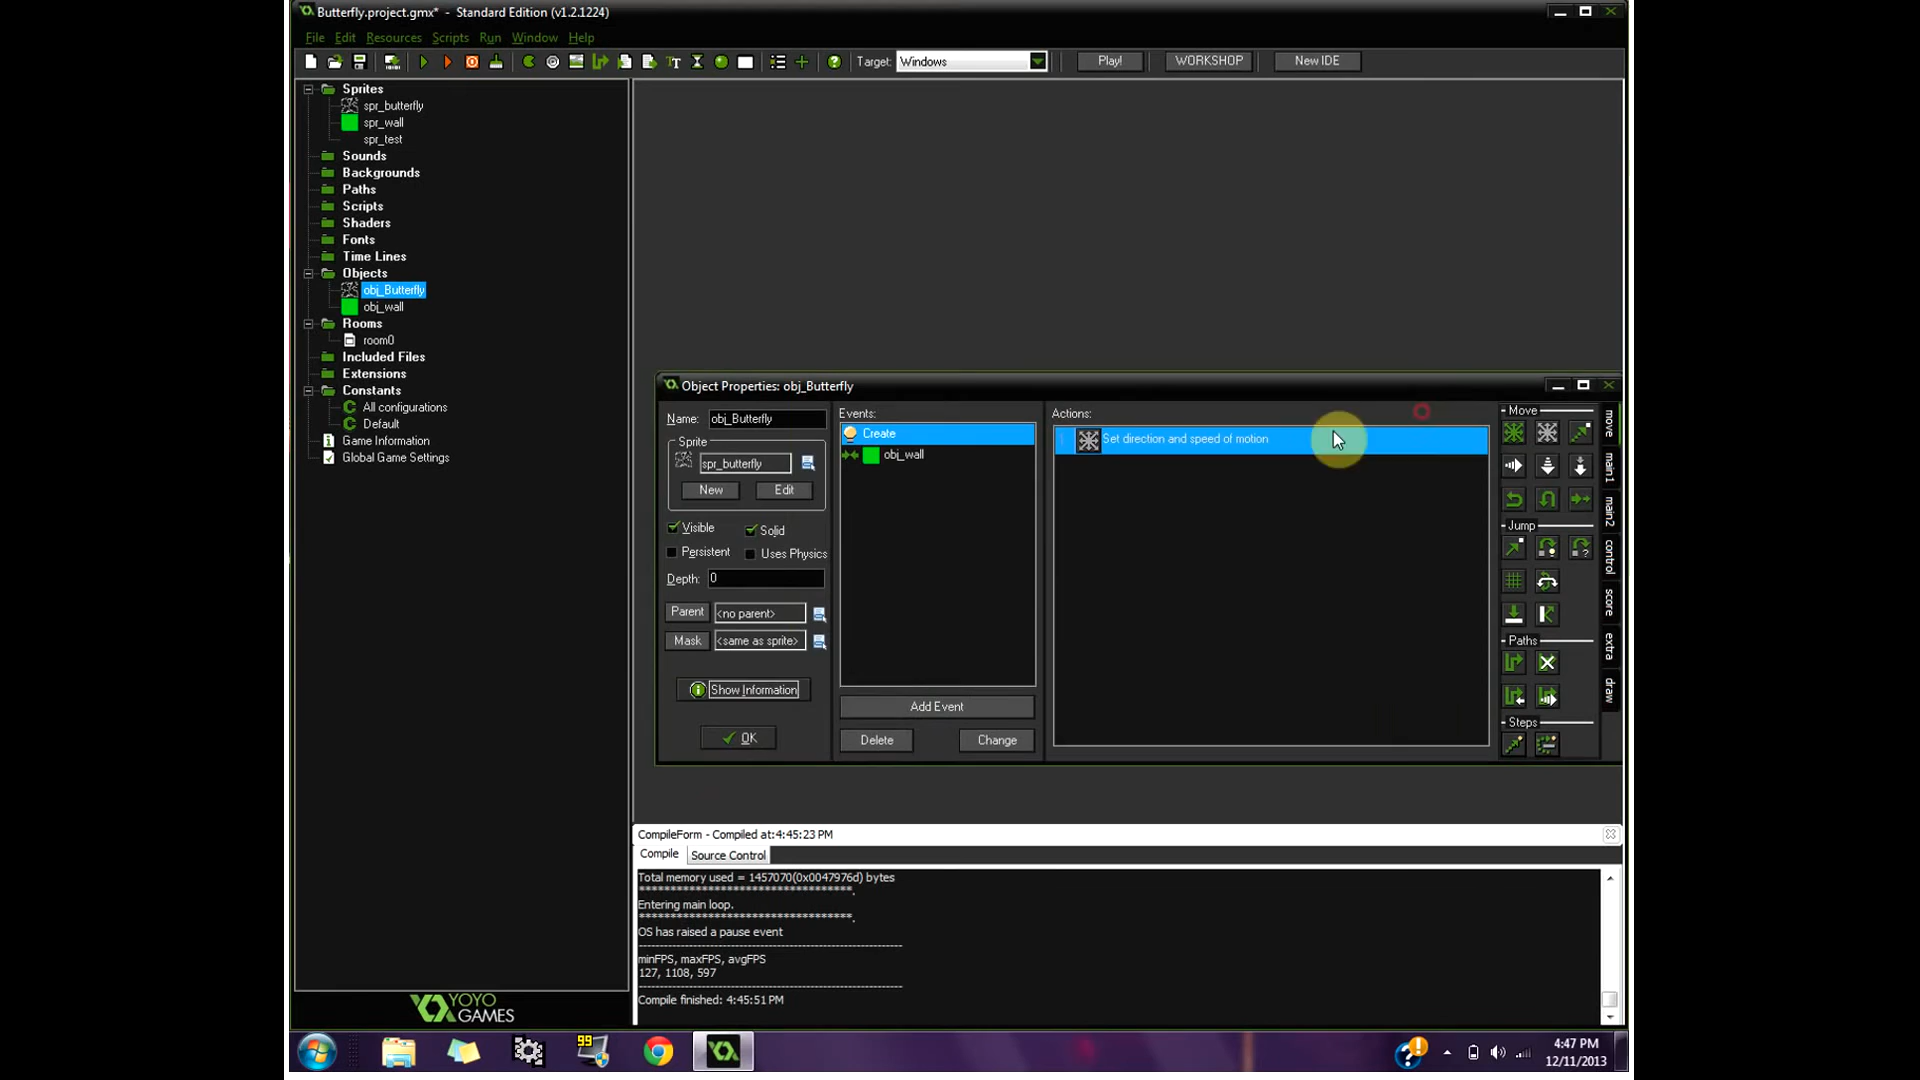 Butterfly.project.gmx* - Standard Edition (v1.2.1224)
File Edit Resources Scripts Run Window Help
Target: Windows Play! WORKSHOP New IDE
Sprites
spr_butterfly
spr_wall
spr_test
Sounds
Backgrounds
Paths
Scripts
Shaders
Fonts
Time Lines
Objects
obj_Butterfly
obj_wall
Rooms
room0
Included Files
Extensions
Constants
All configurations
Default
Game Information
Global Game Settings
YOYO
GAMES
Object Properties: obj_Butterfly
Name: obj_Butterfly
Sprite
spr_butterfly
New Edit
Visible Solid
Persistent Uses Physics
Depth: 0
Parent <no parent>
Mask <same as sprite>
Show Information
OK
Events:
Create
obj_wall
Add Event
Delete Change
Actions:
Set direction and speed of motion
Move
Jump
Paths
Steps
move
main1
main2
control
score
extra
draw
CompileForm - Compiled at:4:45:23 PM
Compile Source Control
Total memory used = 1457070(0x0047976d) bytes
***********************************.
Entering main loop.
***********************************.
OS has raised a pause event
--------------------------------------------------------------
minFPS, maxFPS, avgFPS
127, 1108, 597
--------------------------------------------------------------
Compile finished: 4:45:51 PM
99
4:47 PM
12/11/2013